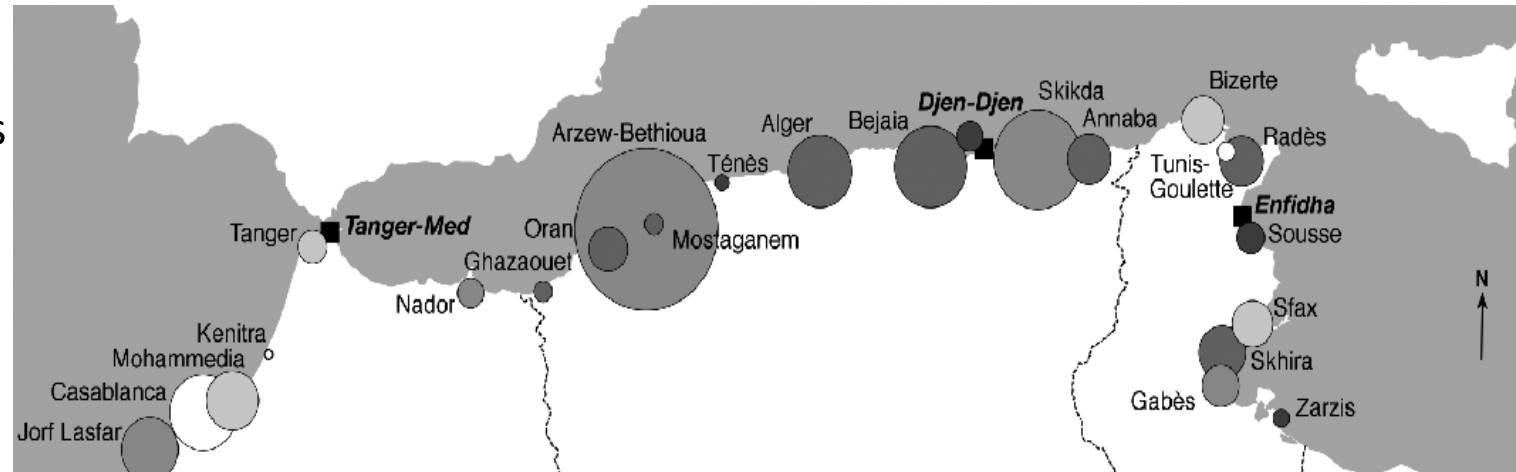 s
Bizerte
Djen-Djen
Skikda
Annaba
Alger
Bejaia
Arzew-Bethioua
Radès
Ténès
Tunis-
Goulette
Enfidha
Tanger
Tanger-Med
Oran
Mostaganem
Sousse
Ghazaouet
N
Nador
Sfax
Kenitra
Mohammedia
Skhira
Casablanca
Gabès
Zarzis
Jorf Lasfar